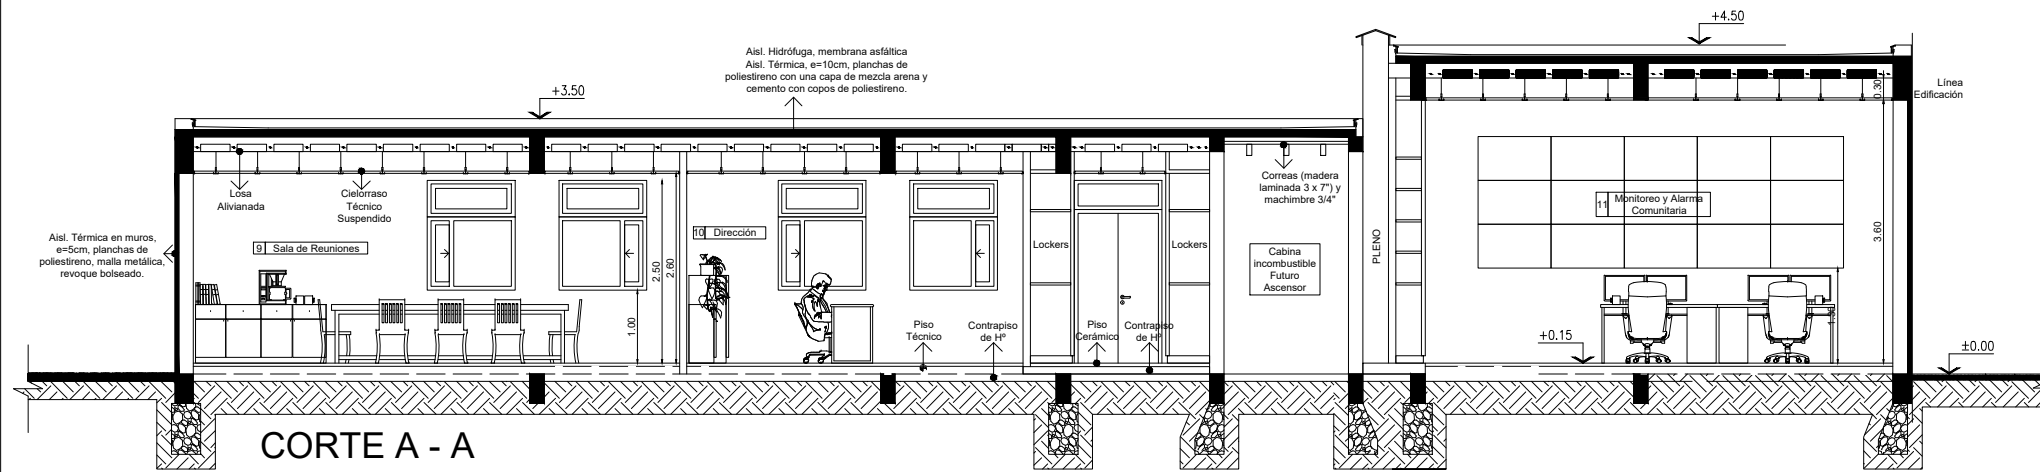 +4.50
Aisl. Hidrófuga, membrana asfáltica
Aisl. Térmica, e=10cm, planchas de
poliestireno con una capa de mezcla arena y
cemento con copos de poliestireno.
+3.50
Línea
Edificación
0.30
Losa
Alivianada
Cielorraso
Técnico
Suspendido
Correas (madera
laminada 3 x 7") y
machimbre 3/4"
11 Monitoreo y Alarma
Comunitaria
Aisl. Térmica en muros,
e=5cm, planchas de
poliestireno, malla metálica,
revoque bolseado.
9 Sala de Reuniones
10 Dirección
2.50
2.60
Lockers
Lockers
PLENO
3.60
Cabina
incombustible
Futuro
Ascensor
1.00
Piso
Técnico
Contrapiso
de Hº
Piso
Cerámico
Contrapiso
de Hº
+0.15
±0.00
CORTE A - A